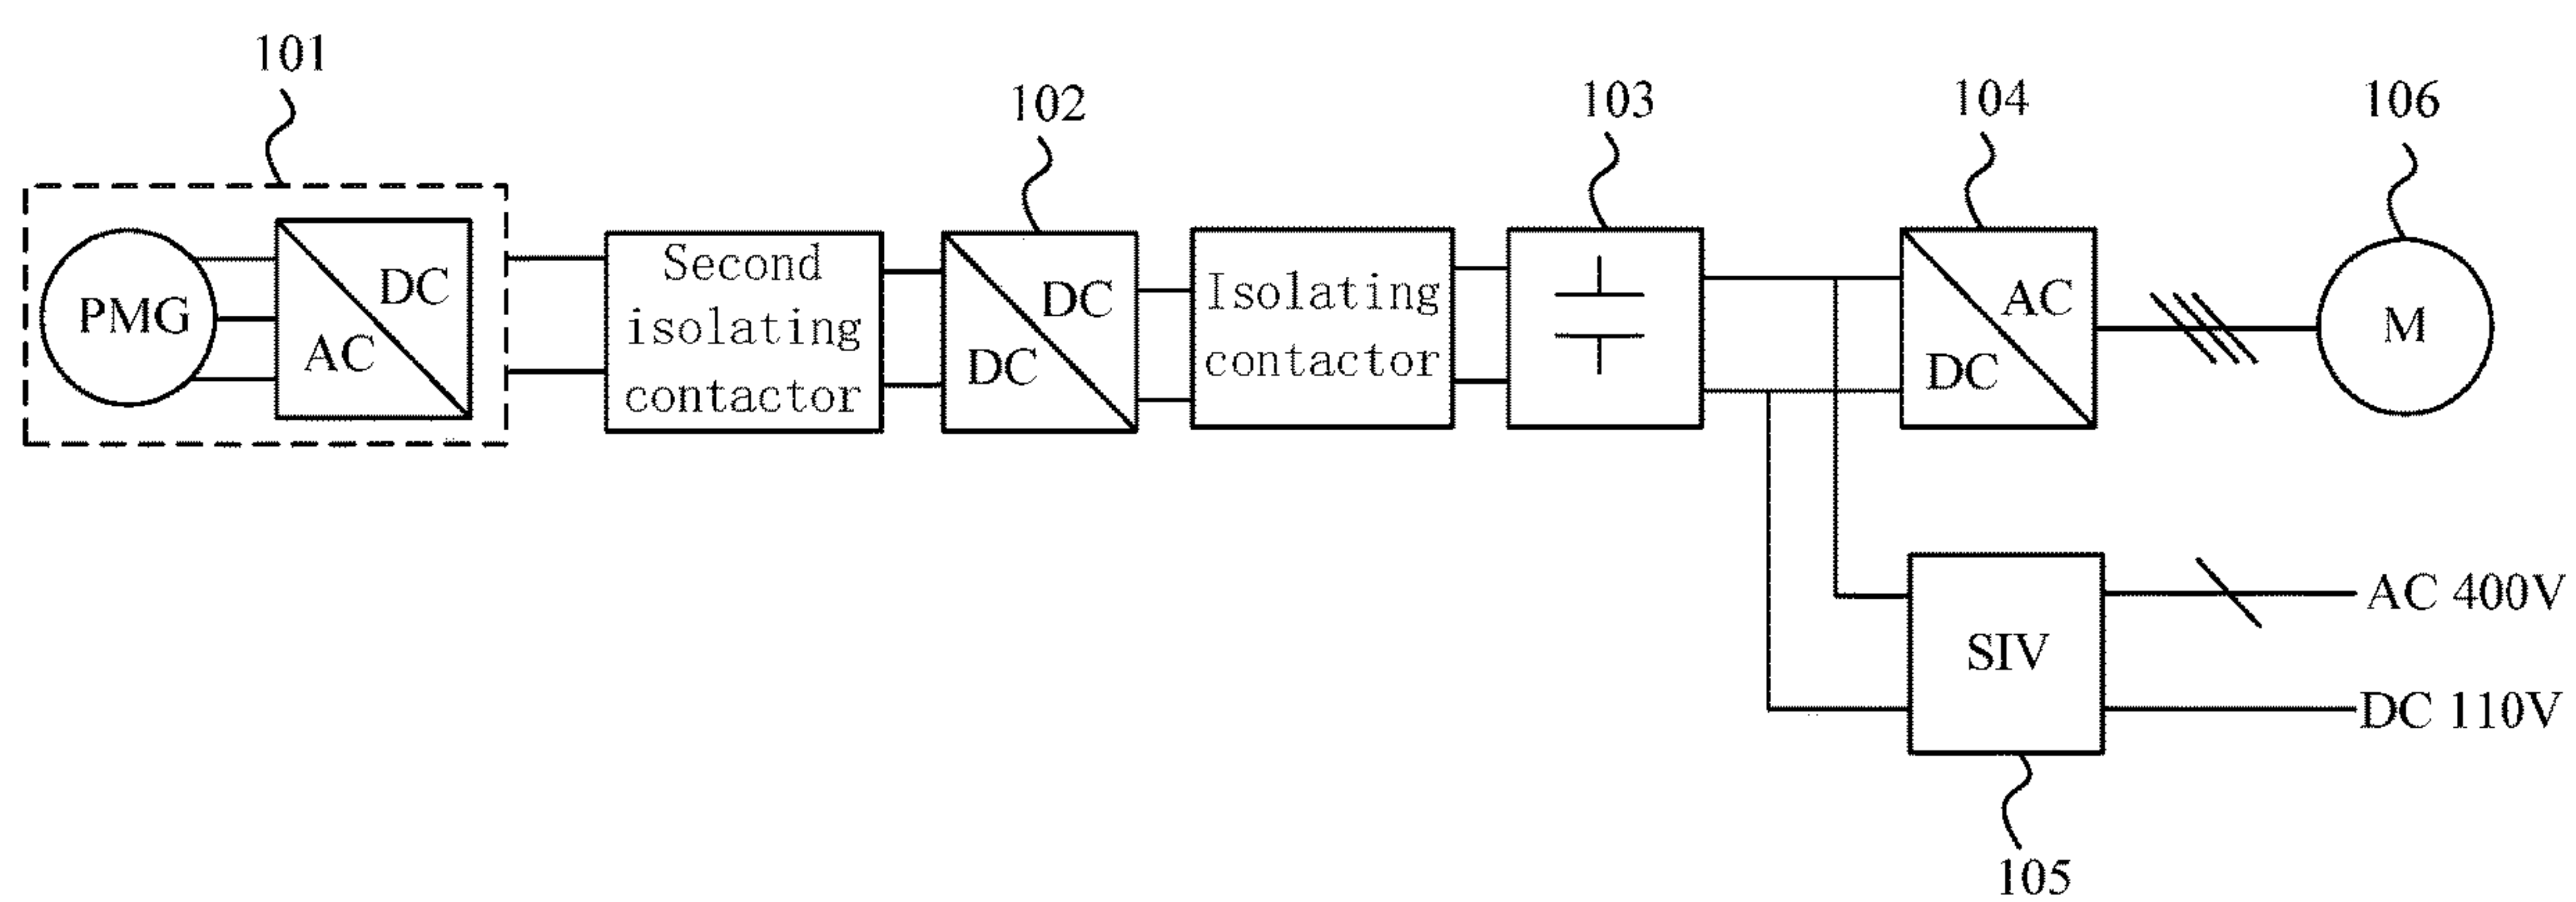 101
102
103
104
106
PMG
AC
DC
Second
isolating
contactor
DC
DC
Isolating
contactor
AC
DC
M
SIV
AC 400V
DC 110V
105